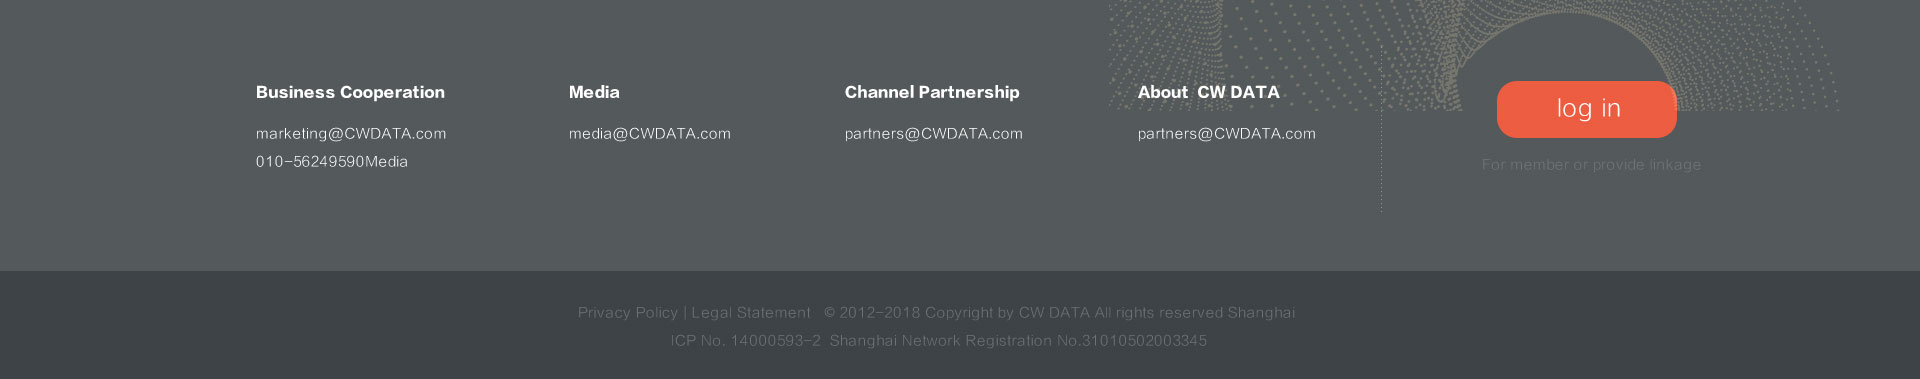 Business Cooperation
marketing@CWDATA.com
010-56249590Media
Media
media@CWDATA.com
Channel Partnership
partners@CWDATA.com
About CW DATA
partners@CWDATA.com
log in
For member or provide linkage
Privacy Policy | Legal Statement © 2012-2018 Copyright by CW DATA All rights reserved Shanghai
ICP No. 14000593-2 Shanghai Network Registration No.31010502003345